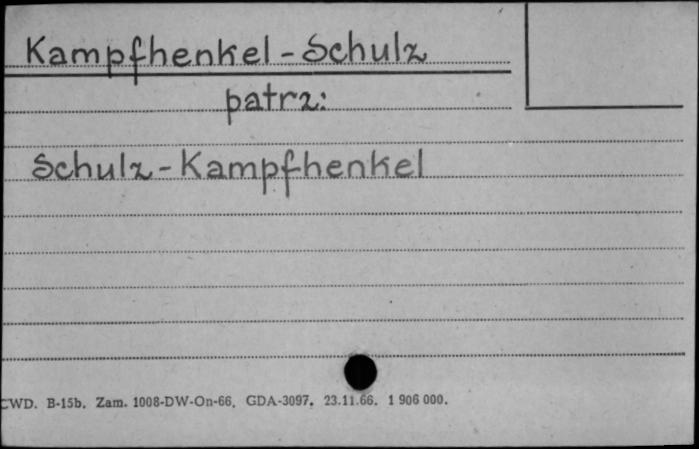 Kampfhenkel - Schulz
patrz:
Schulz - Kampfhenkel
CWD. B-15b. Zam. 1008-DW-On-66. GDA-3097. 23.11.66. 1 906 000.